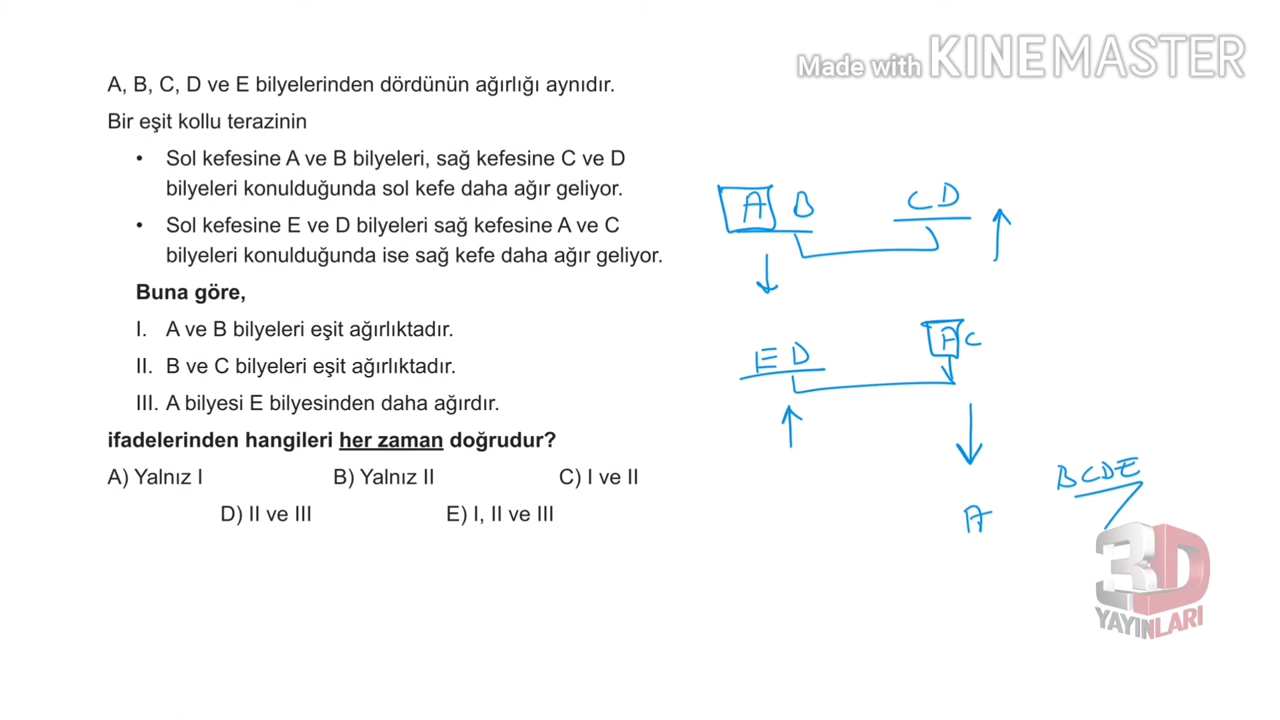 Made with KINEMASTER
A, B, C, D ve E bilyelerinden dördünün ağırlığı aynıdır.
Bir eşit kollu terazinin
• Sol kefesine A ve B bilyeleri, sağ kefesine C ve D
bilyeleri konulduğunda sol kefe daha ağır geliyor.
• Sol kefesine E ve D bilyeleri sağ kefesine A ve C
bilyeleri konulduğunda ise sağ kefe daha ağır geliyor.
Buna göre,
I. A ve B bilyeleri eşit ağırlıktadır.
II. B ve C bilyeleri eşit ağırlıktadır.
III. A bilyesi E bilyesinden daha ağırdır.
ifadelerinden hangileri her zaman doğrudur?
A) Yalnız I B) Yalnız II C) I ve II
D) II ve III E) I, II ve III
A B C D
E D A C
A B C D E
3D
YAYINLARI